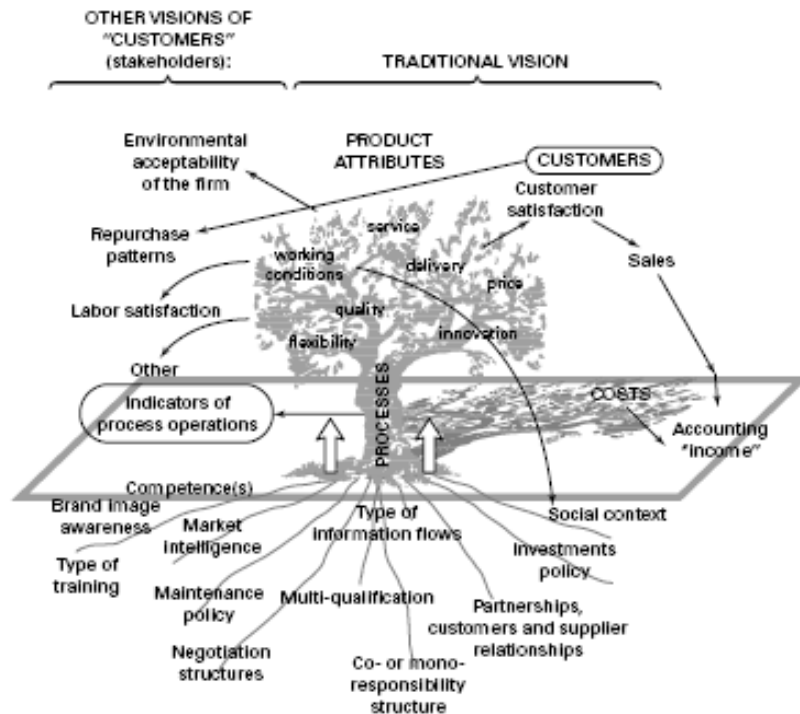 OTHER VISIONS OF
"CUSTOMERS"
(stakeholders):
TRADITIONAL VISION
Environmental
acceptability
of the firm
PRODUCT
ATTRIBUTES
CUSTOMERS
Customer
satisfaction
Repurchase
patterns
service
working
conditions
delivery
price
Sales
Labor satisfaction
quality
flexibility
innovation
Other
Indicators of
process operations
PROCESSES
COSTS
Accounting
"income"
Competence(s)
Brand image
awareness
Market
intelligence
Type of
information flows
Social context
Investments
policy
Type of
training
Maintenance
policy
Multi-qualification
Partnerships,
customers and supplier
relationships
Negotiation
structures
Co- or mono-
responsibility
structure